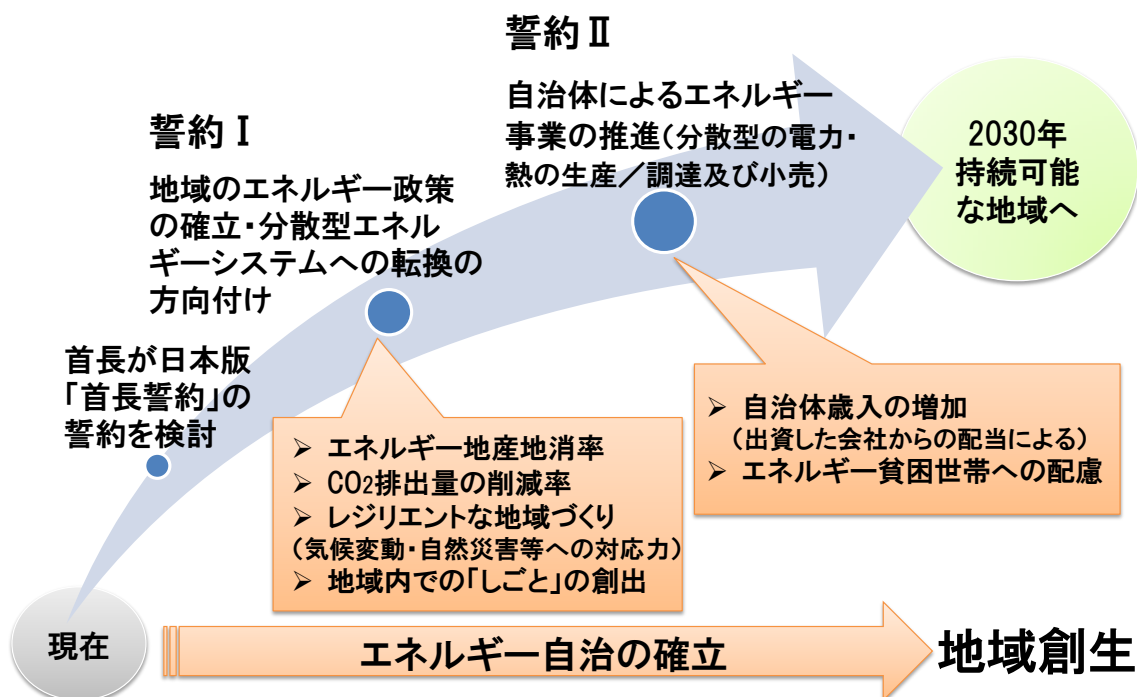 誓約Ⅱ
自治体によるエネルギー
事業の推進(分散型の電力・
熱の生産／調達及び小売)
2030年
持続可能
な地域へ
誓約Ⅰ
地域のエネルギー政策
の確立・分散型エネル
ギーシステムへの転換の
方向付け
首長が日本版
「首長誓約」の
誓約を検討
➢ エネルギー地産地消率
➢ CO₂排出量の削減率
➢ レジリエントな地域づくり
(気候変動・自然災害等への対応力)
➢ 地域内での「しごと」の創出
➢ 自治体歳入の増加
(出資した会社からの配当による)
➢ エネルギー貧困世帯への配慮
現在
エネルギー自治の確立
地域創生